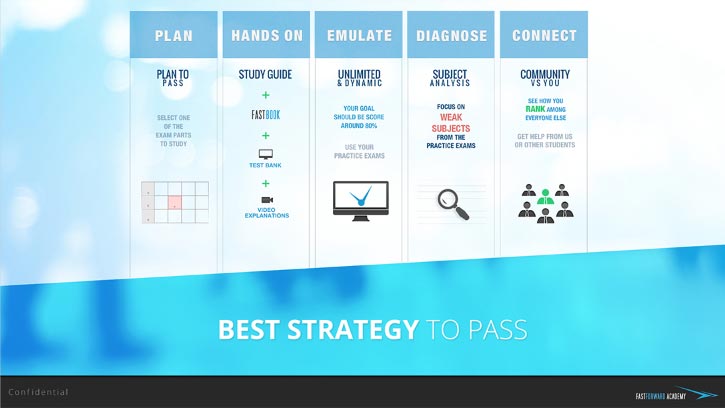 PLAN
PLAN TO
PASS
SELECT ONE
OF THE
EXAM PARTS
TO STUDY
HANDS ON
STUDY GUIDE
+
FASTBOOK
+
TEST BANK
+
VIDEO
EXPLANATIONS
EMULATE
UNLIMITED
& DYNAMIC
YOUR GOAL
SHOULD BE SCORE
AROUND 80%
USE YOUR
PRACTICE EXAMS
DIAGNOSE
SUBJECT
ANALYSIS
FOCUS ON
WEAK
SUBJECTS
FROM THE
PRACTICE EXAMS
CONNECT
COMMUNITY
VS YOU
SEE HOW YOU
RANK AMONG
EVERYONE ELSE
GET HELP FROM US
OR OTHER STUDENTS
BEST STRATEGY TO PASS
Confidential
FASTFORWARD ACADEMY